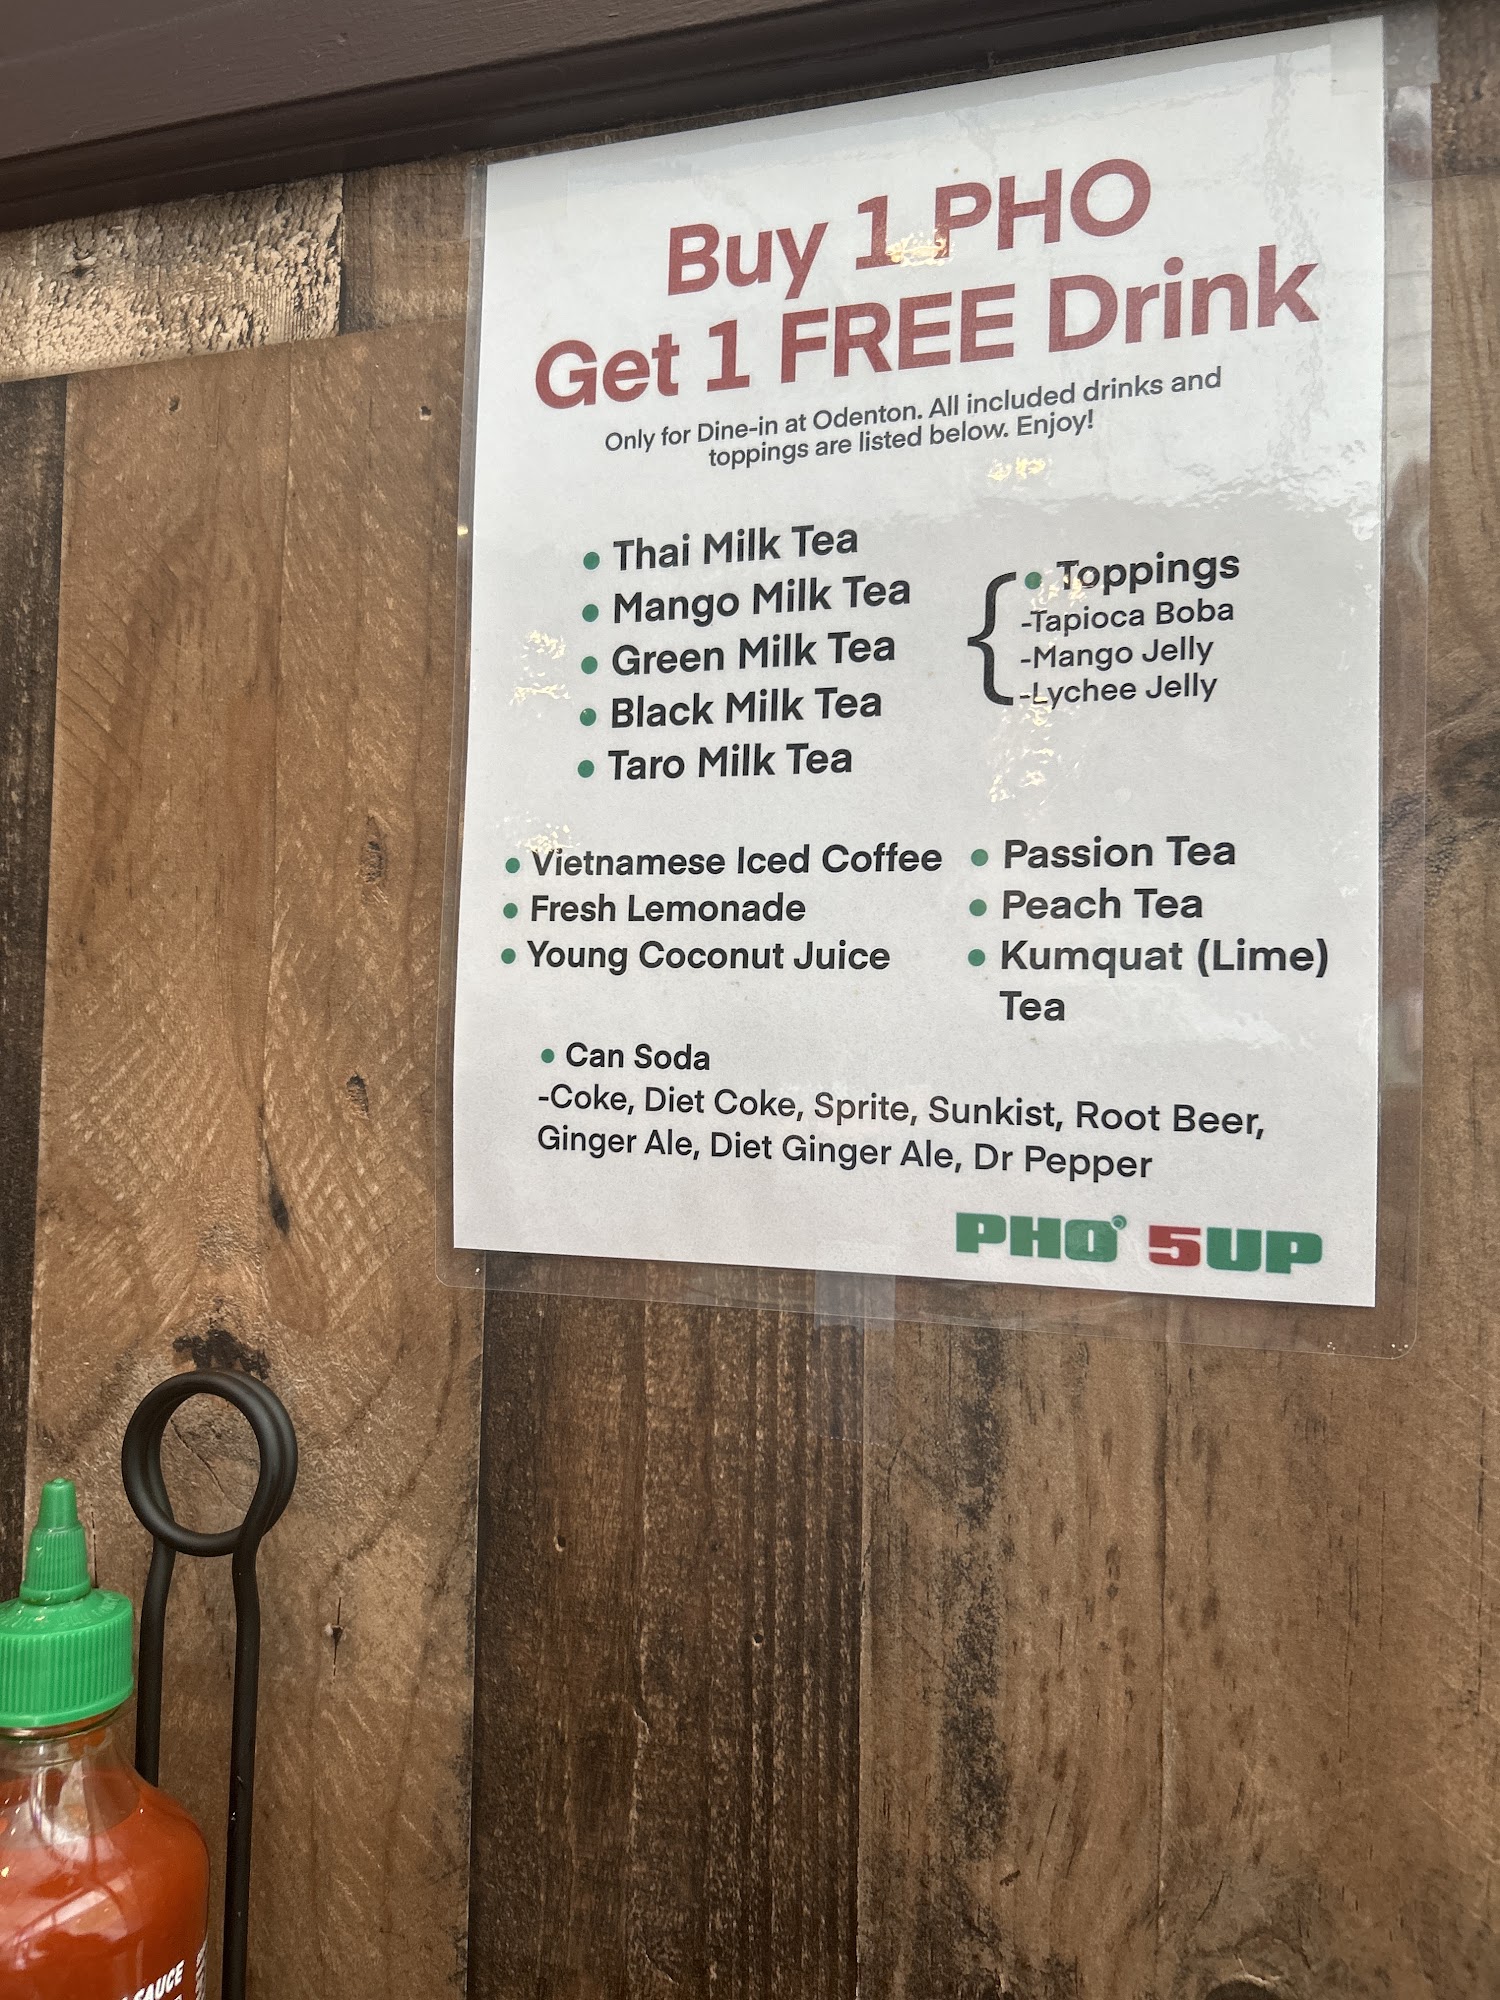 Buy 1 PHO
Get 1 FREE Drink
Only for Dine-in at Odenton. All included drinks and
toppings are listed below. Enjoy!
• Thai Milk Tea
• Mango Milk Tea
• Green Milk Tea
• Black Milk Tea
• Taro Milk Tea
{ • Toppings
-Tapioca Boba
-Mango Jelly
-Lychee Jelly
• Vietnamese Iced Coffee
• Fresh Lemonade
• Young Coconut Juice
• Passion Tea
• Peach Tea
• Kumquat (Lime)
Tea
• Can Soda
-Coke, Diet Coke, Sprite, Sunkist, Root Beer,
Ginger Ale, Diet Ginger Ale, Dr Pepper
PHO 5UP
SAUCE